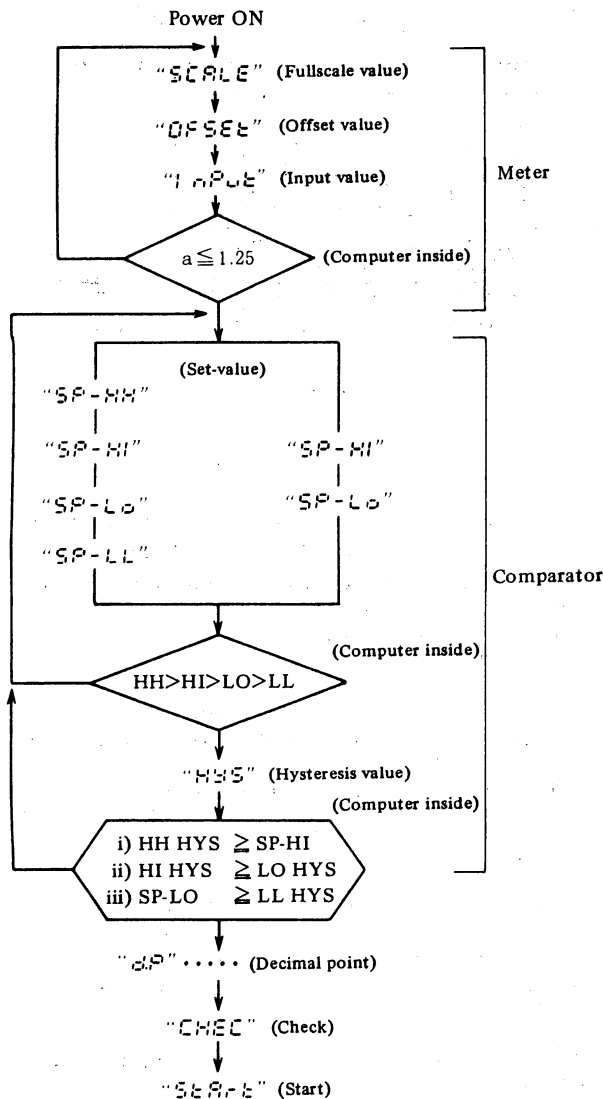 Power ON
"SCALE" (Fullscale value)
"OFSEt" (Offset value)
"InPut" (Input value)
Meter
a ≦ 1.25 (Computer inside)
(Set-value)
"SP-HH"
"SP-HI" "SP-HI"
"SP-Lo" "SP-Lo"
"SP-LL"
Comparator
(Computer inside)
HH>HI>LO>LL
"HYS" (Hysteresis value)
(Computer inside)
i) HH HYS ≧ SP-HI
ii) HI HYS ≧ LO HYS
iii) SP-LO ≧ LL HYS
"d.P" ····· (Decimal point)
"CHEC" (Check)
"StArt" (Start)